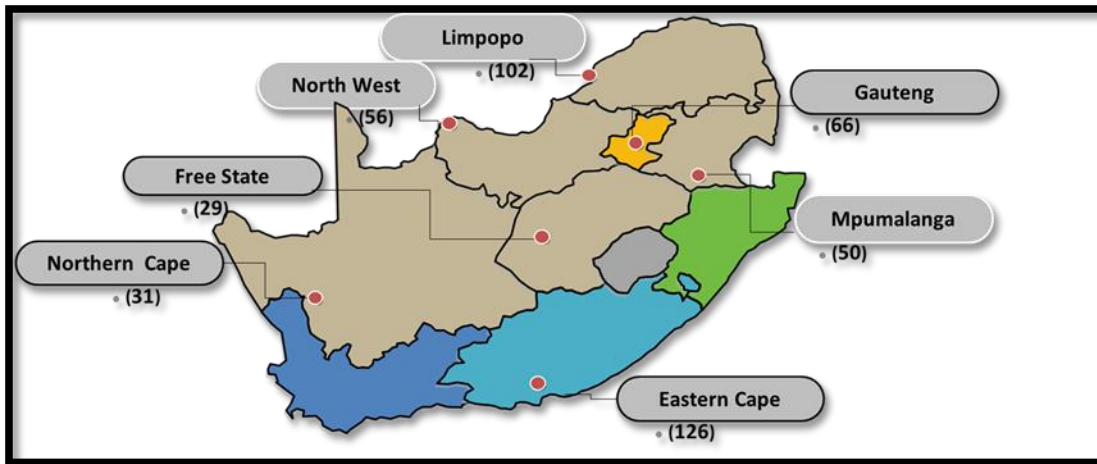 Limpopo
• (102)
North West
• (56)
Gauteng
• (66)
Free State
• (29)
Mpumalanga
• (50)
Northern Cape
• (31)
Eastern Cape
• (126)